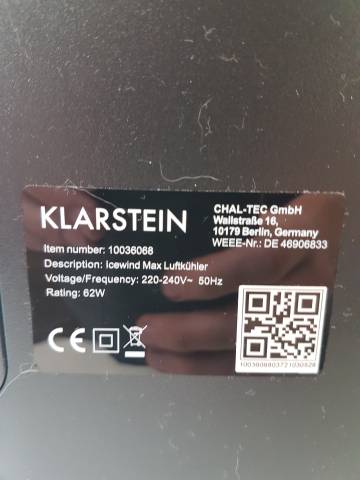 KLARSTEIN
CHAL-TEC GmbH
Wallstraße 16,
10179 Berlin, Germany
WEEE-Nr.: DE 46906833
Item number: 10036068
Description: Icewind Max Luftkühler
Voltage/Frequency: 220-240V~ 50Hz
Rating: 62W
CE